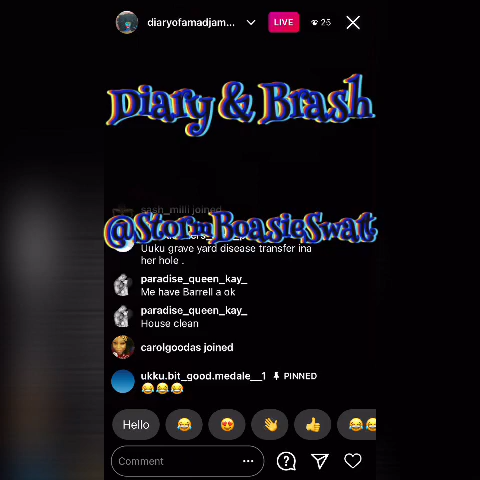 diaryofamadjam...
LIVE
25
Diary & Brash
sash_milli joined
@StormBoasieSwat
Uuku grave yard disease transfer ina
her hole .
paradise_queen_kay_
Me have Barrell a ok
paradise_queen_kay_
House clean
carolgoodas joined
ukku.bit_good.medale__1 PINNED
😂😂😂
Hello
Comment